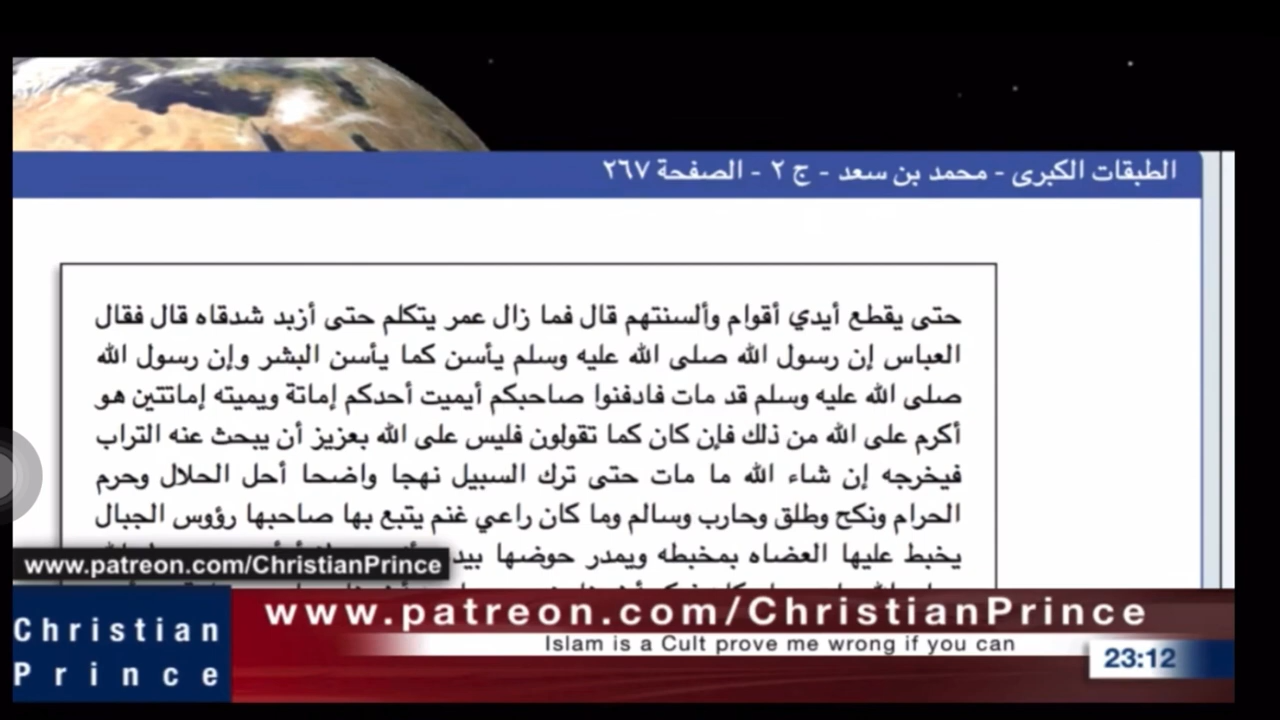 الطبقات الكبرى - محمد بن سعد - ج ٢ - الصفحة ٢٦٧
حتى يقطع أيدي أقوام وألسنتهم قال فما زال عمر يتكلم حتى أزبد شدقاه قال فقال
العباس إن رسول الله صلى الله عليه وسلم يأسن كما يأسن البشر وإن رسول الله
صلى الله عليه وسلم قد مات فادفنوا صاحبكم أيميت أحدكم إماتة ويميته إماتتين هو
أكرم على الله من ذلك فإن كان كما تقولون فليس على الله بعزيز أن يبحث عنه التراب
فيخرجه إن شاء الله ما مات حتى ترك السبيل نهجا واضحا أحل الحلال وحرم
الحرام ونكح وطلق وحارب وسالم وما كان راعي غنم يتبع بها صاحبها رؤوس الجبال
يخبط عليها العضاه بمخبطه ويمدر حوضها
www.patreon.com/ChristianPrince
www.patreon.com/ChristianPrince
Islam is a Cult prove me wrong if you can
Christian
Prince
23:12